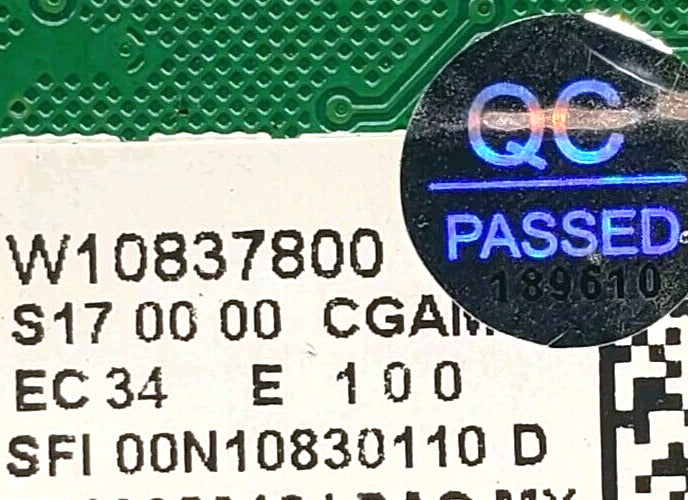 QC
PASSED
189610
W10837800
S17 00 00 CGAM
EC 34 E 1 0 0
SFI 00N10830110 D